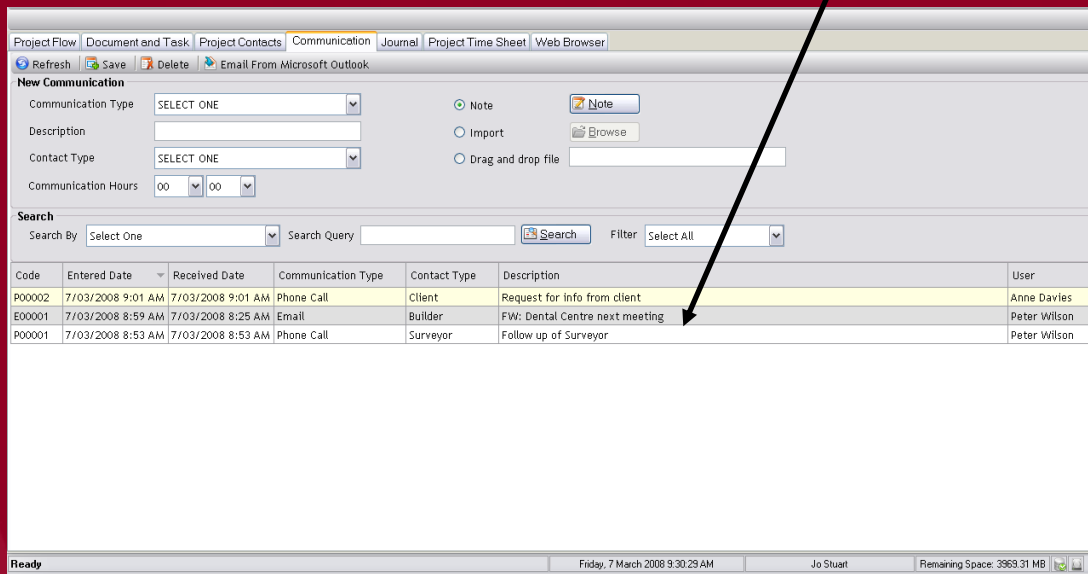 Project Flow Document and Task Project Contacts Communication Journal Project Time Sheet Web Browser
Refresh Save Delete Email From Microsoft Outlook
New Communication
Communication Type SELECT ONE Note Note
Description Import Browse
Contact Type SELECT ONE Drag and drop file
Communication Hours 00 00
Search
Search By Select One Search Query Search Filter Select All
Code Entered Date Received Date Communication Type Contact Type Description User
P00002 7/03/2008 9:01 AM 7/03/2008 9:01 AM Phone Call Client Request for info from client Anne Davies
E00001 7/03/2008 8:59 AM 7/03/2008 8:25 AM Email Builder FW: Dental Centre next meeting Peter Wilson
P00001 7/03/2008 8:53 AM 7/03/2008 8:53 AM Phone Call Surveyor Follow up of Surveyor Peter Wilson
Ready Friday, 7 March 2008 9:30:29 AM Jo Stuart Remaining Space: 3969.31 MB